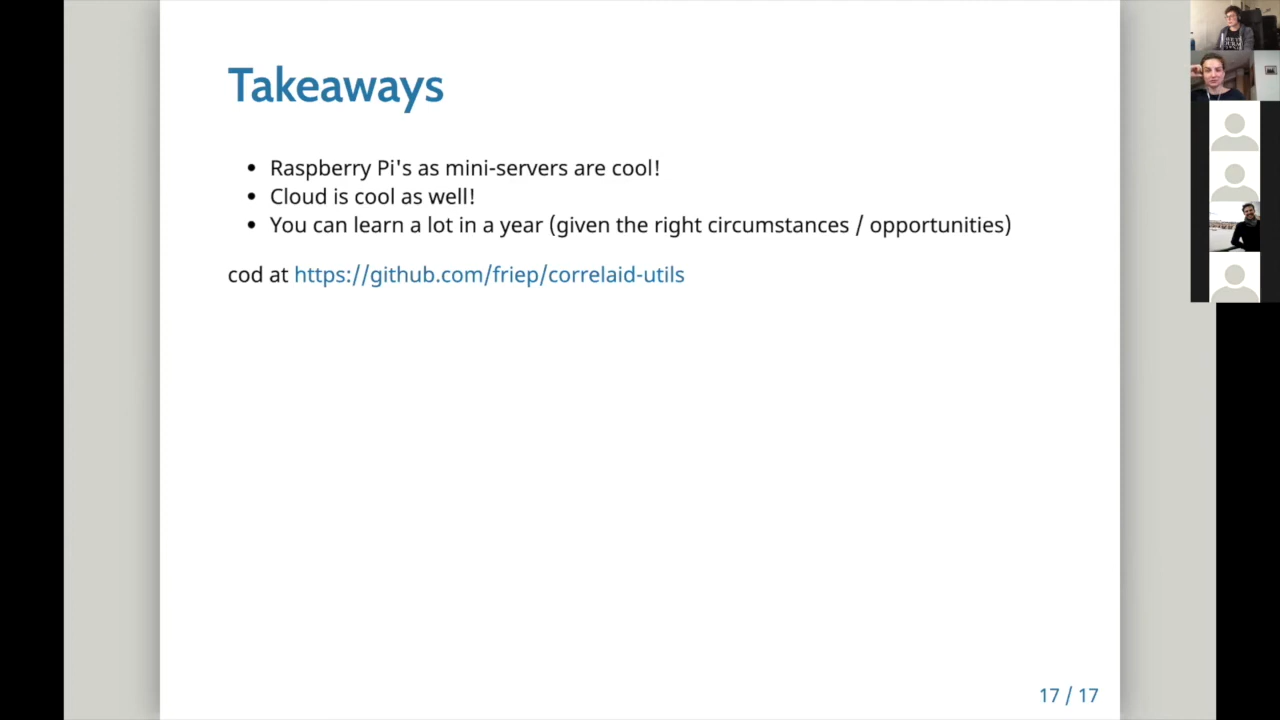 Takeaways
• Raspberry Pi's as mini-servers are cool!
• Cloud is cool as well!
• You can learn a lot in a year (given the right circumstances / opportunities)
cod at https://github.com/friep/correlaid-utils
17 / 17